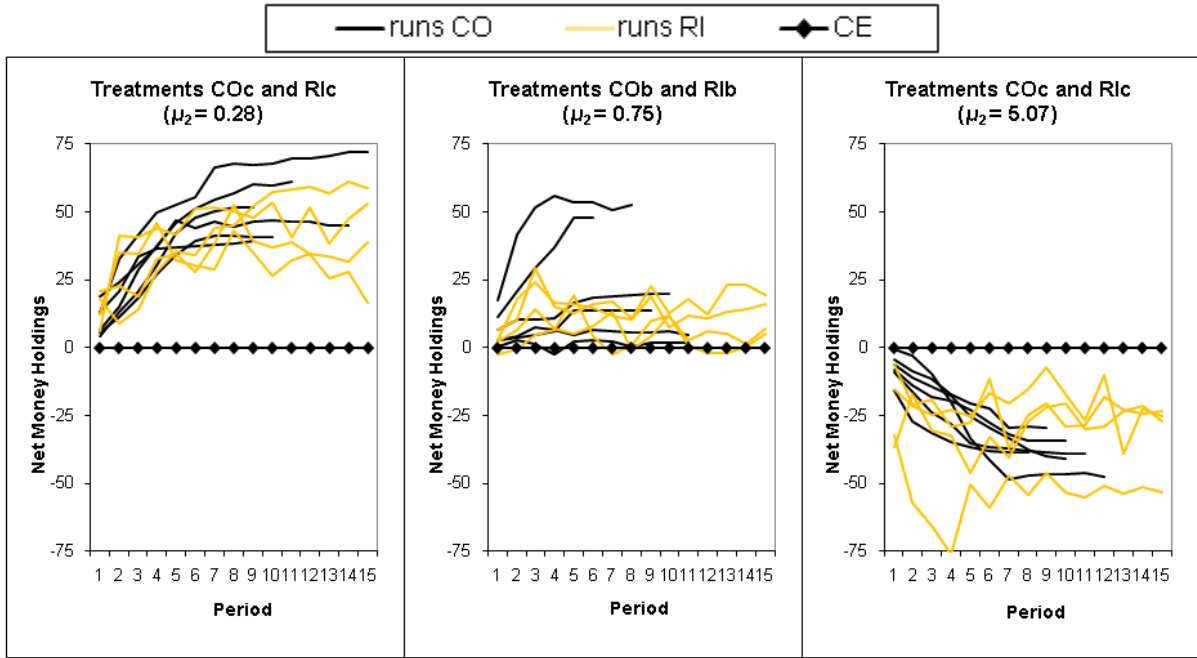 runs CO runs RI CE
Treatments COc and RIc
(μ₂ = 0.28)
Net Money Holdings
75
50
25
0
-25
-50
-75
1 2 3 4 5 6 7 8 9 10 11 12 13 14 15
Period
Treatments COb and RIb
(μ₂ = 0.75)
Net Money Holdings
75
50
25
0
-25
-50
-75
1 2 3 4 5 6 7 8 9 10 11 12 13 14 15
Period
Treatments COc and RIc
(μ₂ = 5.07)
Net Money Holdings
75
50
25
0
-25
-50
-75
1 2 3 4 5 6 7 8 9 10 11 12 13 14 15
Period